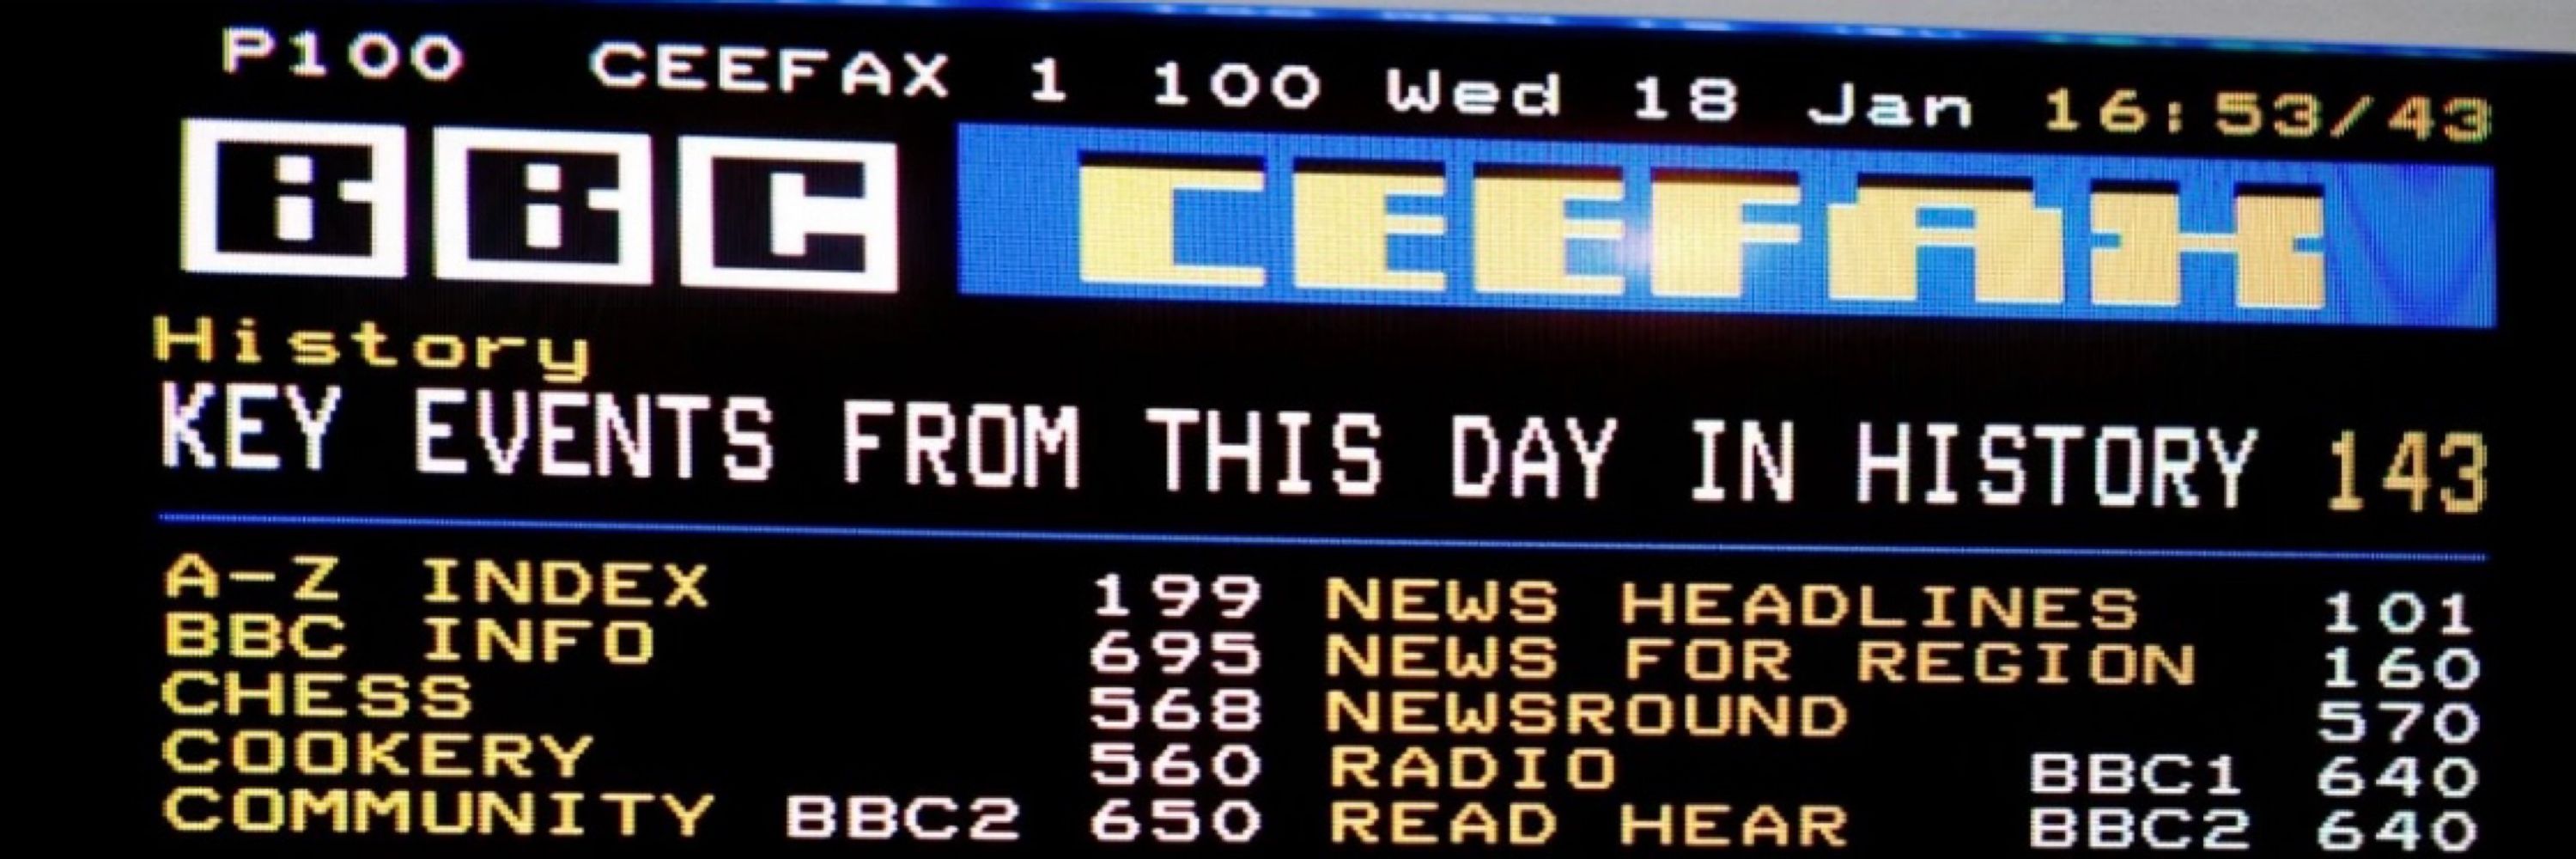 P100 CEEFAX 1 100 Wed 18 Jan 16:53/43
BBC CEEFAX
History
KEY EVENTS FROM THIS DAY IN HISTORY 143
A-Z INDEX 199 NEWS HEADLINES 101
BBC INFO 695 NEWS FOR REGION 160
CHESS 568 NEWSROUND 570
COOKERY 560 RADIO BBC1 640
COMMUNITY BBC2 650 READ HEAR BBC2 640